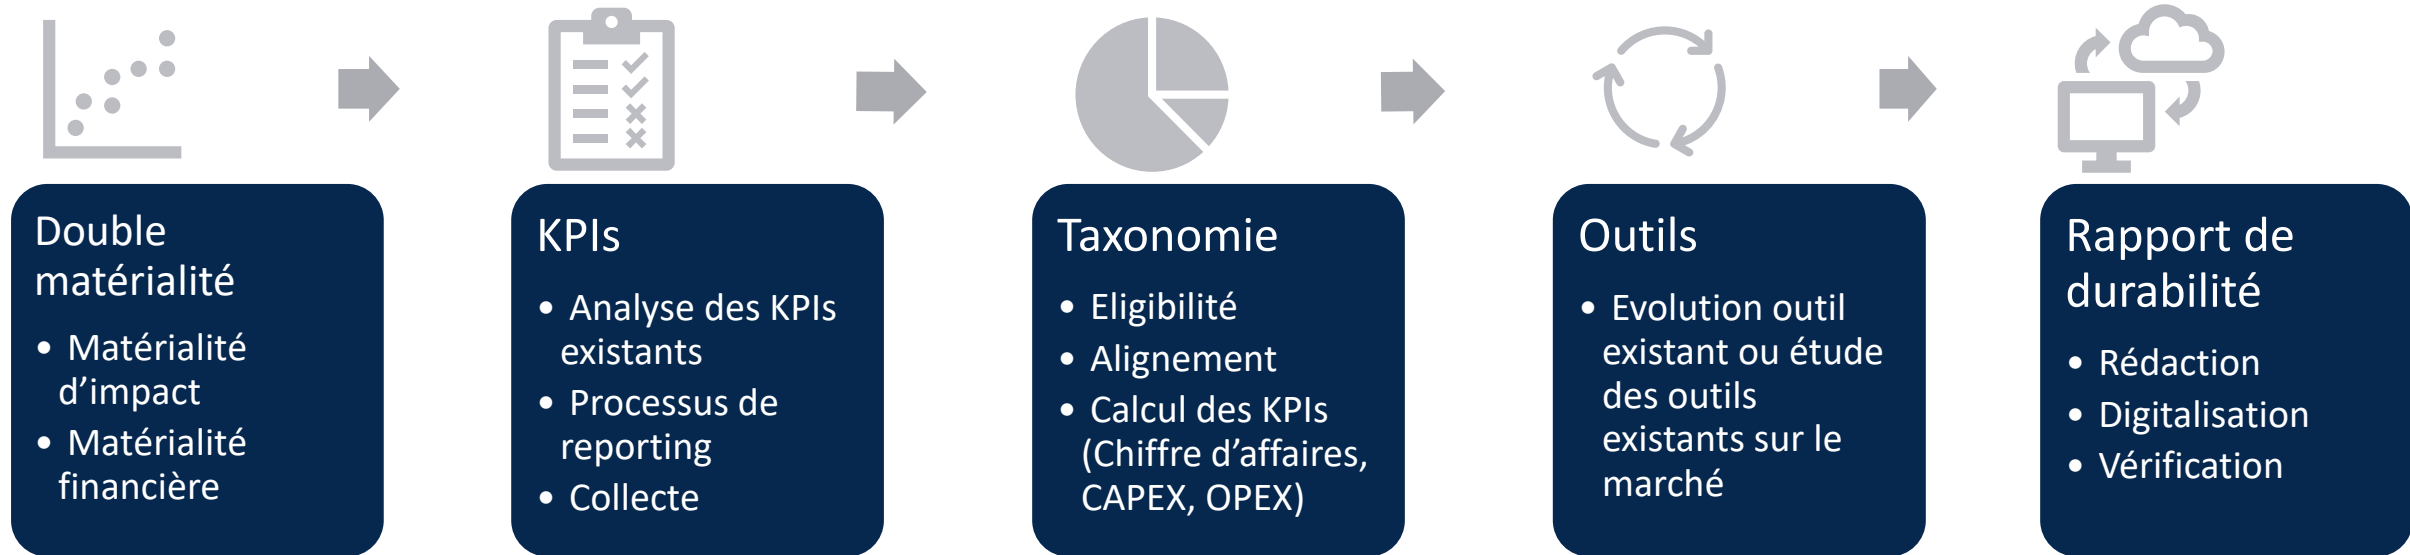 Double
matérialité
• Matérialité
d’impact
• Matérialité
financière
KPIs
• Analyse des KPIs
existants
• Processus de
reporting
• Collecte
Taxonomie
• Eligibilité
• Alignement
• Calcul des KPIs
(Chiffre d’affaires,
CAPEX, OPEX)
Outils
• Evolution outil
existant ou étude
des outils
existants sur le
marché
Rapport de
durabilité
• Rédaction
• Digitalisation
• Vérification